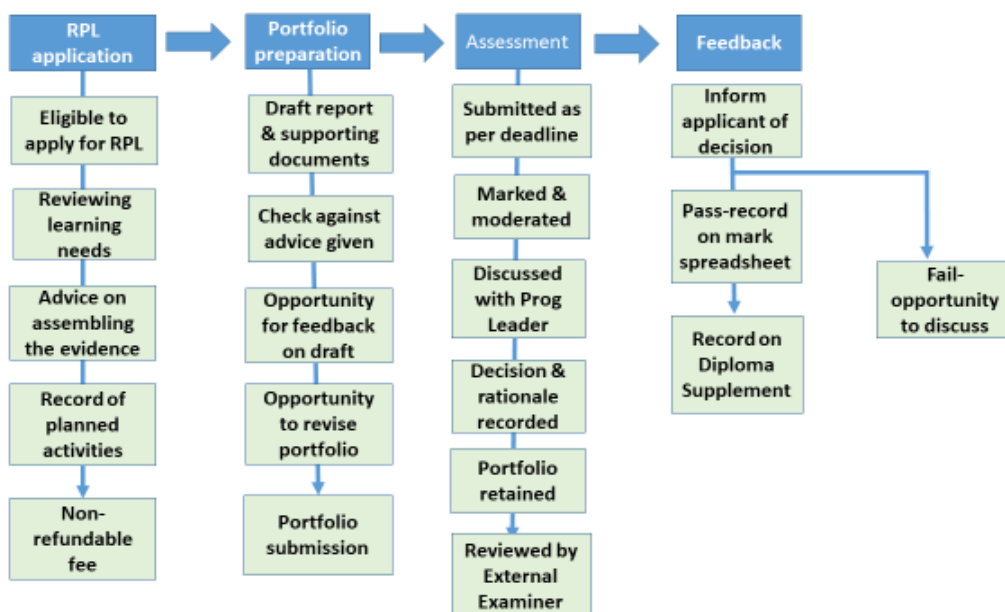 RPL
application
Portfolio
preparation
Assessment
Feedback
Eligible to
apply for RPL
Reviewing
learning
needs
Advice on
assembling
the evidence
Record of
planned
activities
Non-
refundable
fee
Draft report
& supporting
documents
Check against
advice given
Opportunity
for feedback
on draft
Opportunity
to revise
portfolio
Portfolio
submission
Submitted as
per deadline
Marked &
moderated
Discussed
with Prog
Leader
Decision &
rationale
recorded
Portfolio
retained
Reviewed by
External
Examiner
Inform
applicant of
decision
Pass-record
on mark
spreadsheet
Record on
Diploma
Supplement
Fail-
opportunity
to discuss